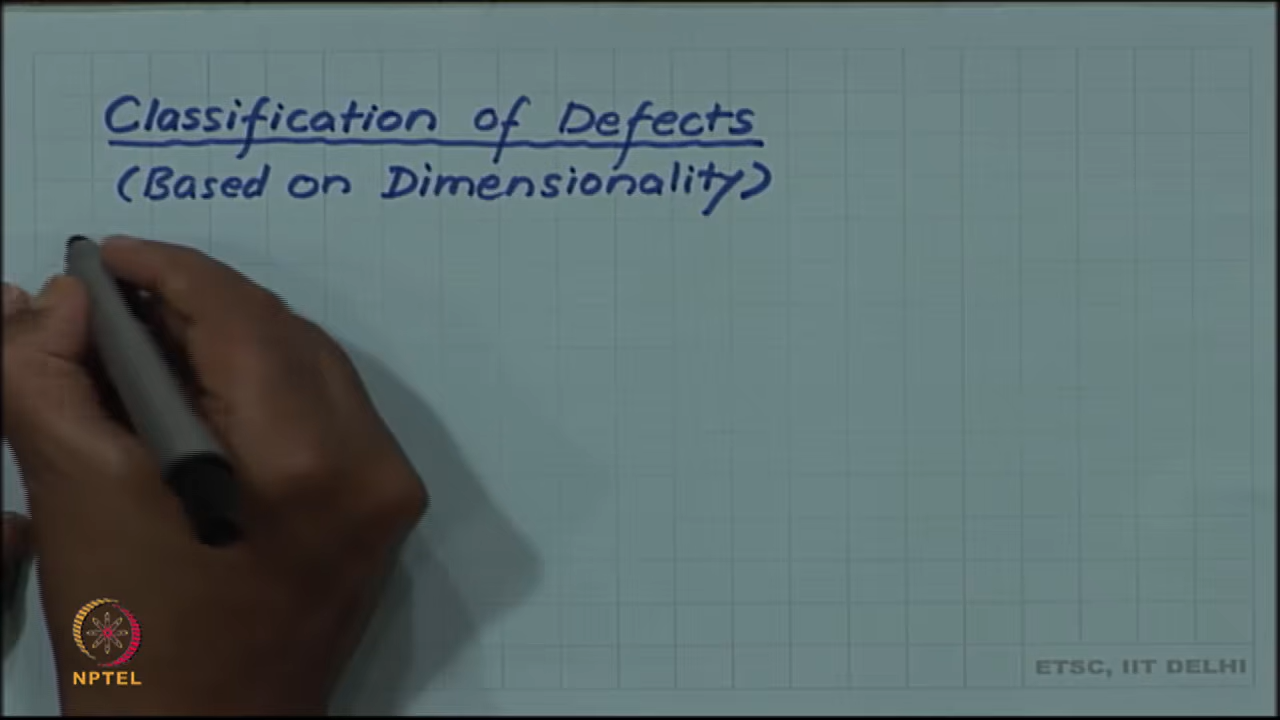 Classification of Defects
(Based on Dimensionality)
NPTEL
ETSC, IIT DELHI